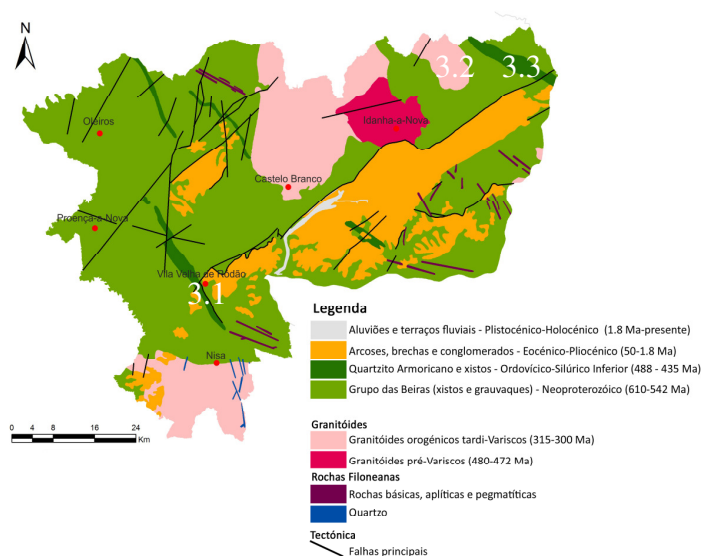 N
3.2
3.3
Oleiros
Idanha-a-Nova
Castelo Branco
Proença-a-Nova
Vila Velha de Rodão
3.1
Nisa
0 4 8 16 24
Km
Legenda
Aluviões e terraços fluviais - Plistocénico-Holocénico (1.8 Ma-presente)
Arcoses, brechas e conglomerados - Eocénico-Pliocénico (50-1.8 Ma)
Quartzito Armoricano e xistos - Ordovícico-Silúrico Inferior (488 - 435 Ma)
Grupo das Beiras (xistos e grauvaques) - Neoproterozóico (610-542 Ma)
Granitóides
Granitóides orogénicos tardi-Variscos (315-300 Ma)
Granitóides pré-Variscos (480-472 Ma)
Rochas Filoneanas
Rochas básicas, aplíticas e pegmatíticas
Quartzo
Tectónica
Falhas principais